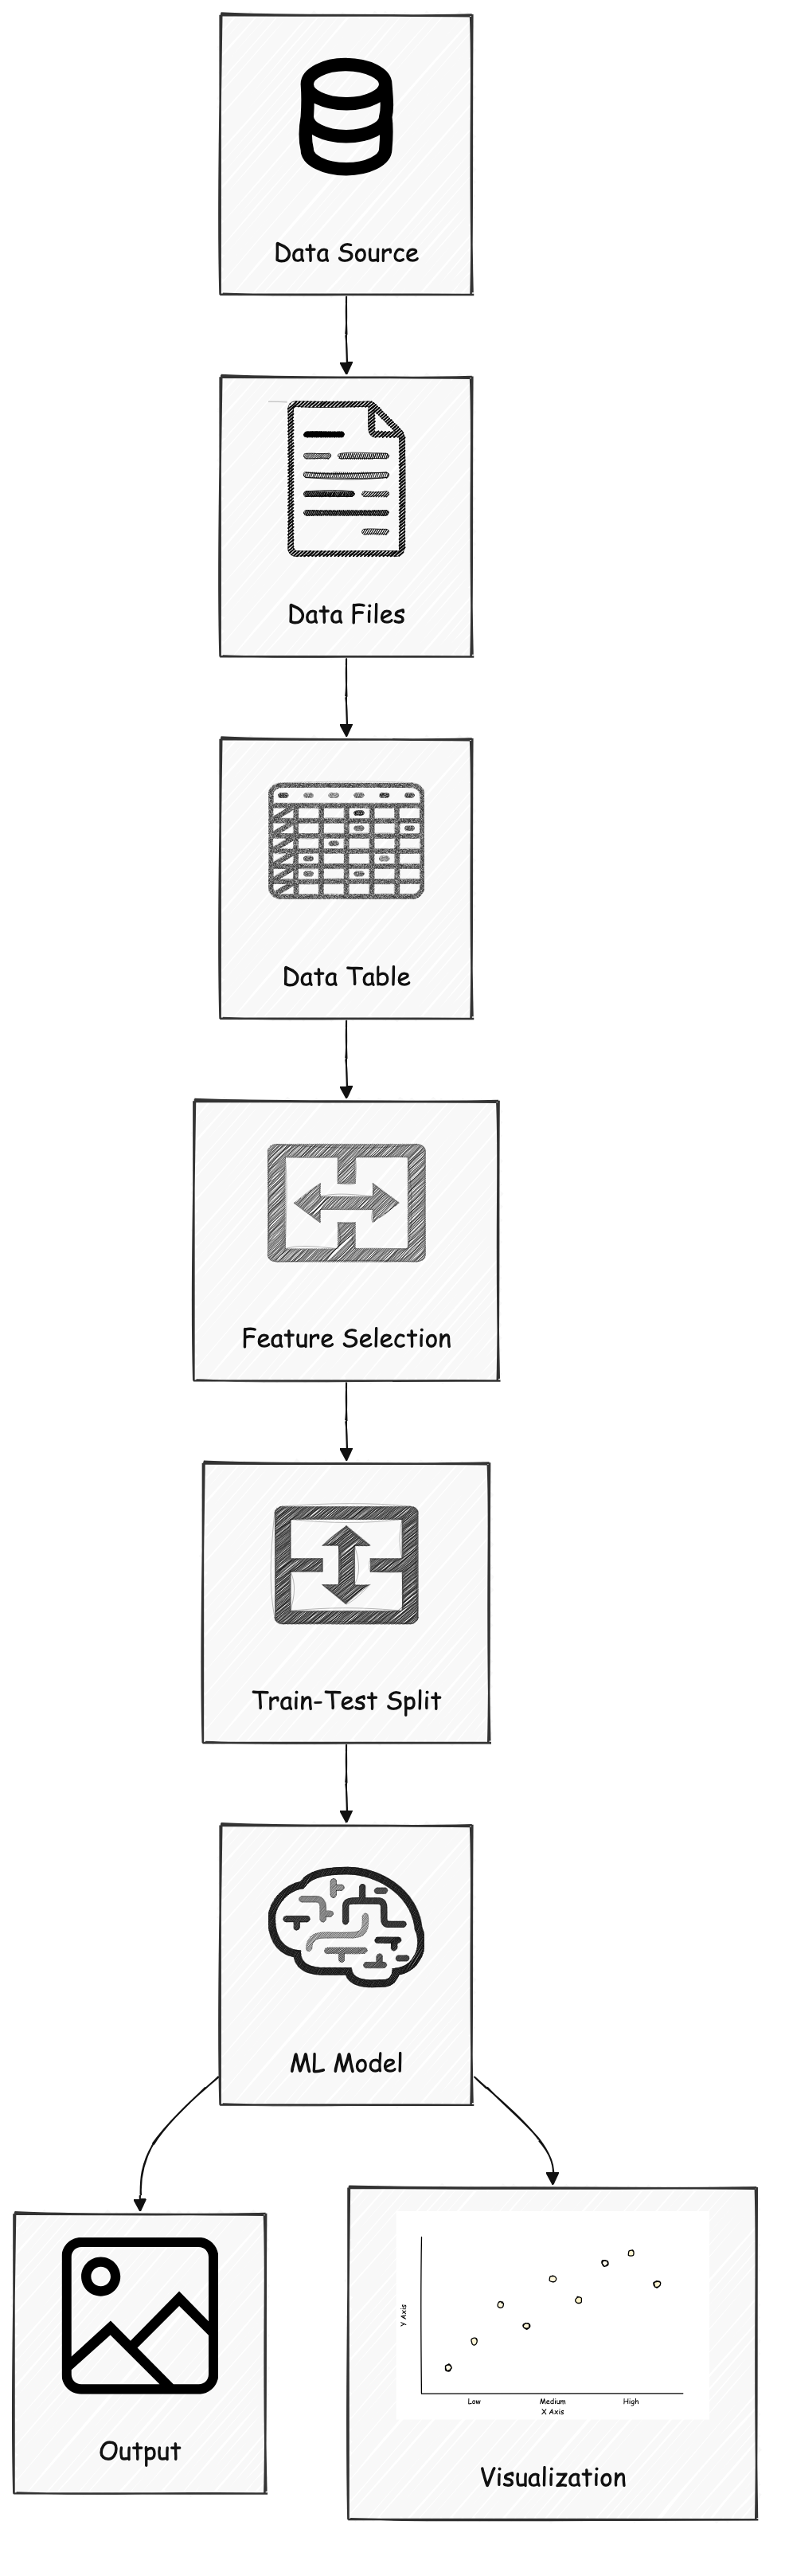 Data Source
Data Files
Data Table
Feature Selection
Train-Test Split
ML Model
Output
Y Axis
Low Medium High
X Axis
Visualization